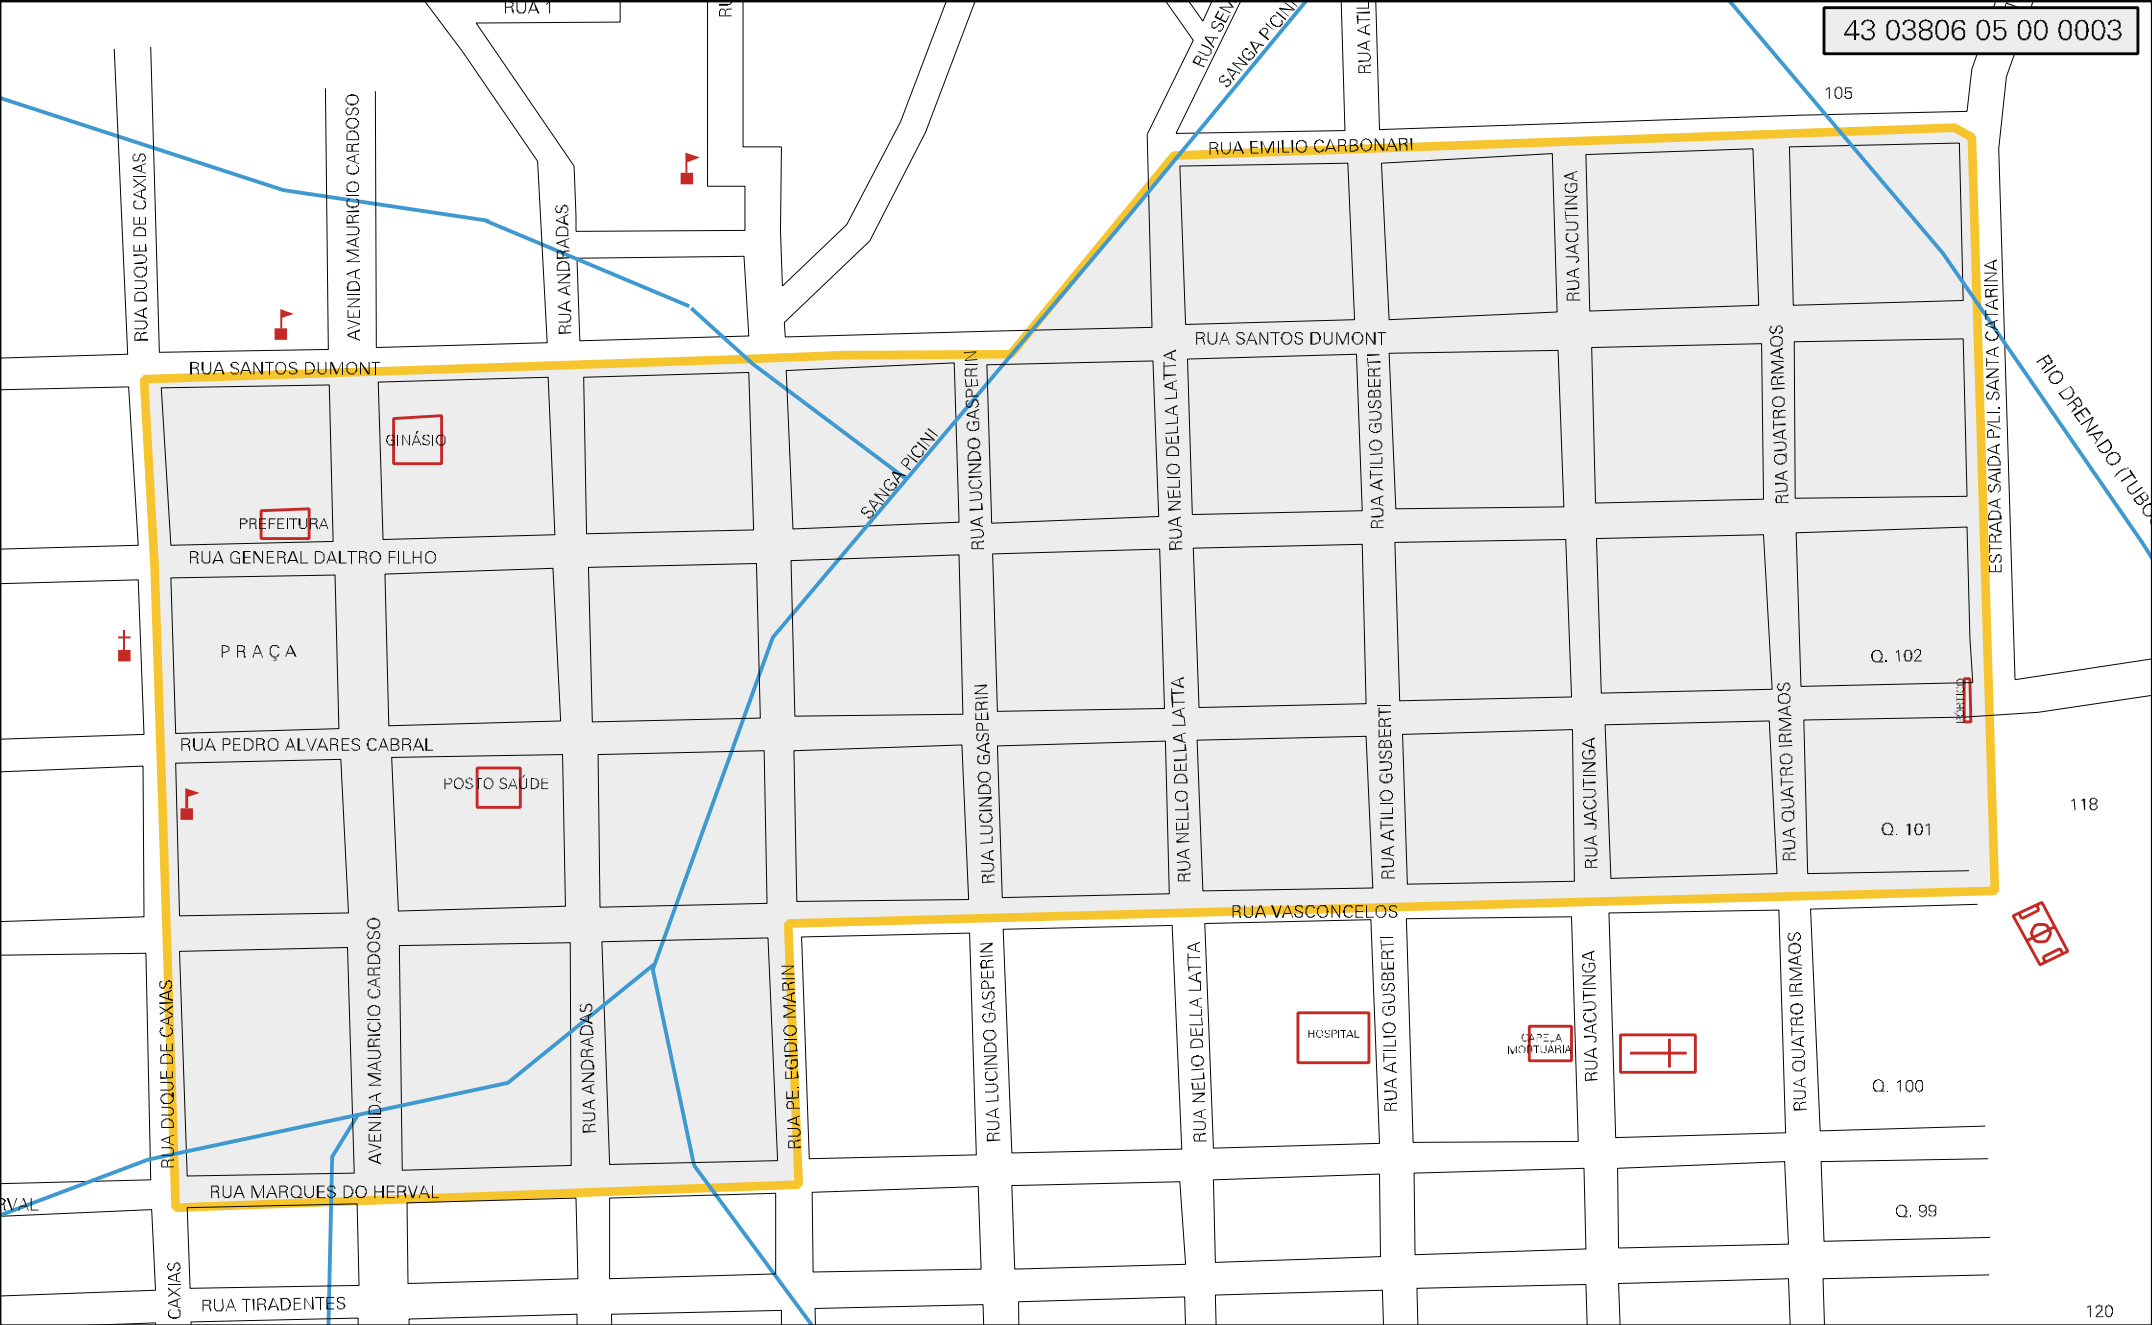 RUA 1
RU
RUA SEM
SANGA PICINI
RUA ATIL
43 03806 05 00 0003
105
RUA DUQUE DE CAXIAS
AVENIDA MAURICIO CARDOSO
RUA ANDRADAS
RUA EMILIO CARBONARI
RUA JACUTINGA
RUA SANTOS DUMONT
RUA SANTOS DUMONT
ESTRADA SAIDA P/LI. SANTA CATARINA
RIO DRENADO (TUBO
GINÁSIO
PREFEITURA
SANGA PICINI
RUA LUCINDO GASPERIN
RUA NELIO DELLA LATTA
RUA ATILIO GUSBERTI
RUA QUATRO IRMAOS
RUA GENERAL DALTRO FILHO
PRAÇA
Q. 102
PÓRTICO
RUA PEDRO ALVARES CABRAL
POSTO SAÚDE
RUA LUCINDO GASPERIN
RUA NELLO DELLA LATTA
RUA ATILIO GUSBERTI
RUA JACUTINGA
RUA QUATRO IRMAOS
Q. 101
118
RUA VASCONCELOS
RUA DUQUE DE CAXIAS
AVENIDA MAURICIO CARDOSO
RUA ANDRADAS
RUA PE. EGIDIO MARIN
RUA LUCINDO GASPERIN
RUA NELIO DELLA LATTA
HOSPITAL
RUA ATILIO GUSBERTI
CAPELA
MORTUÁRIA
RUA JACUTINGA
RUA QUATRO IRMAOS
Q. 100
RUA MARQUES DO HERVAL
RVAL
Q. 99
CAXIAS
RUA TIRADENTES
120